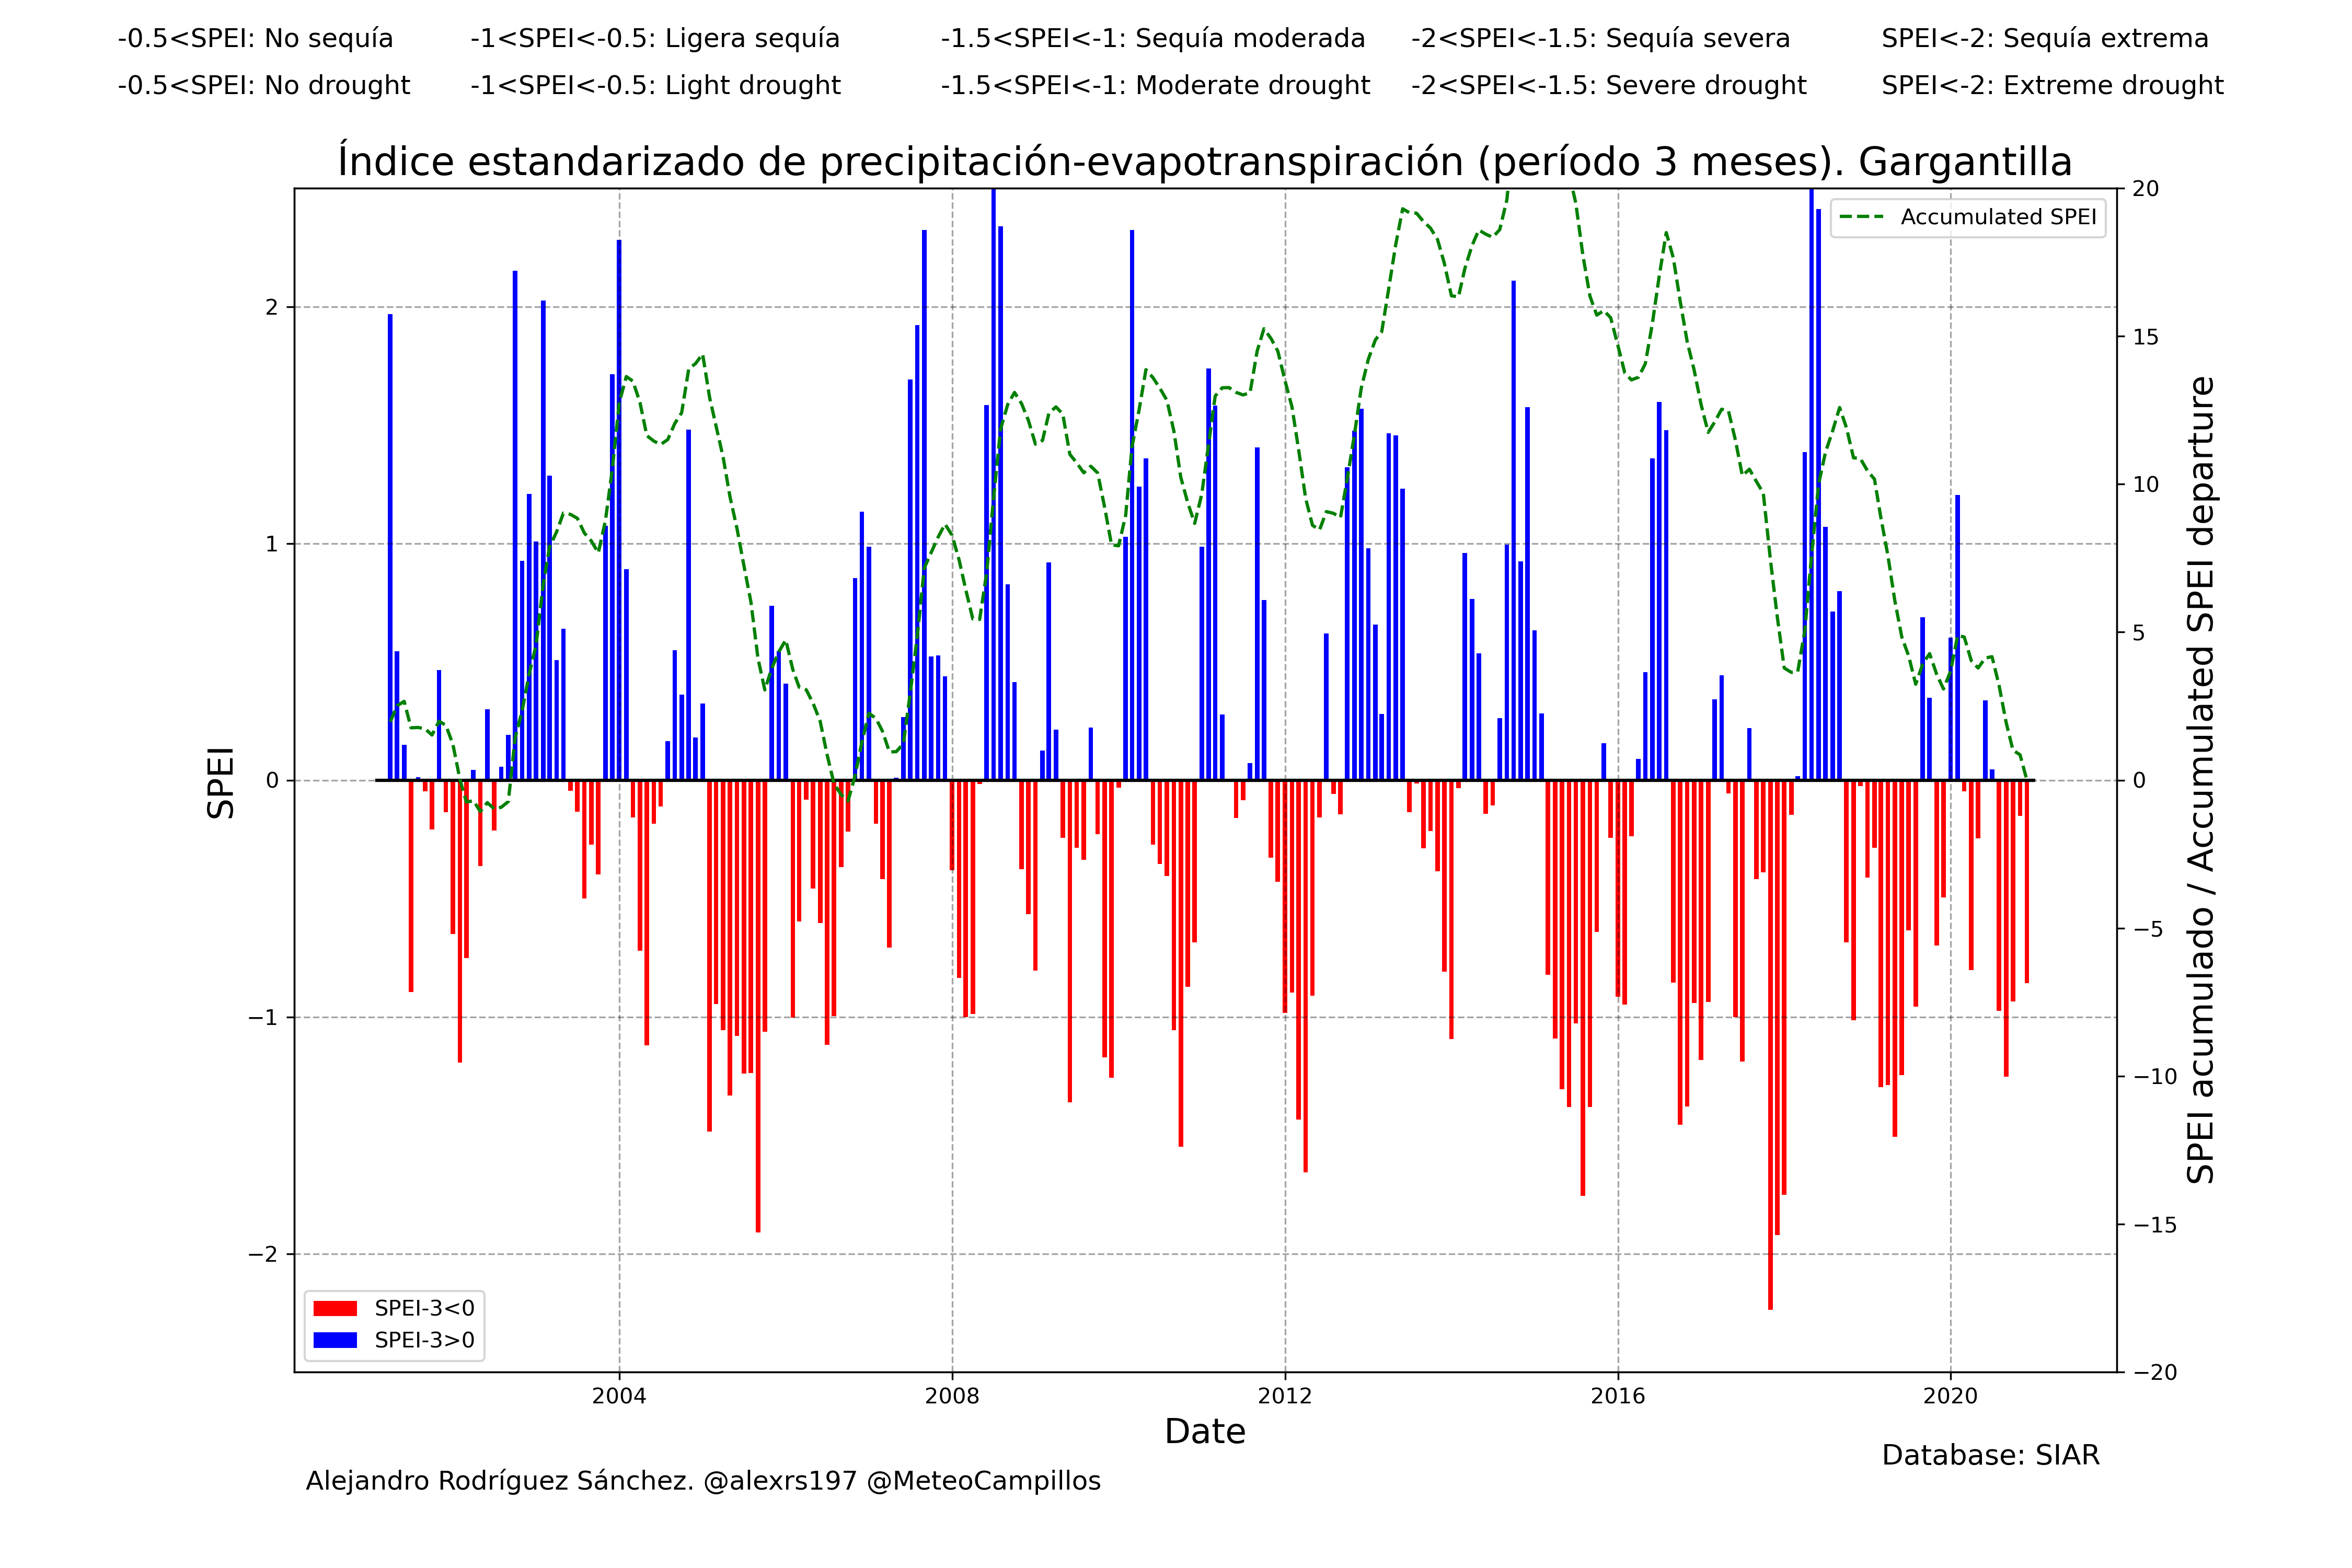 -0.5<SPEI: No sequía -1<SPEI<-0.5: Ligera sequía -1.5<SPEI<-1: Sequía moderada -2<SPEI<-1.5: Sequía severa SPEI<-2: Sequía extrema
-0.5<SPEI: No drought -1<SPEI<-0.5: Light drought -1.5<SPEI<-1: Moderate drought -2<SPEI<-1.5: Severe drought SPEI<-2: Extreme drought
Índice estandarizado de precipitación-evapotranspiración (período 3 meses). Gargantilla
Accumulated SPEI
SPEI
2
1
0
−1
−2
20
15
10
5
0
−5
−10
−15
−20
SPEI acumulado / Accumulated SPEI departure
SPEI-3<0
SPEI-3>0
2004 2008 2012 2016 2020
Date
Database: SIAR
Alejandro Rodríguez Sánchez. @alexrs197 @MeteoCampillos